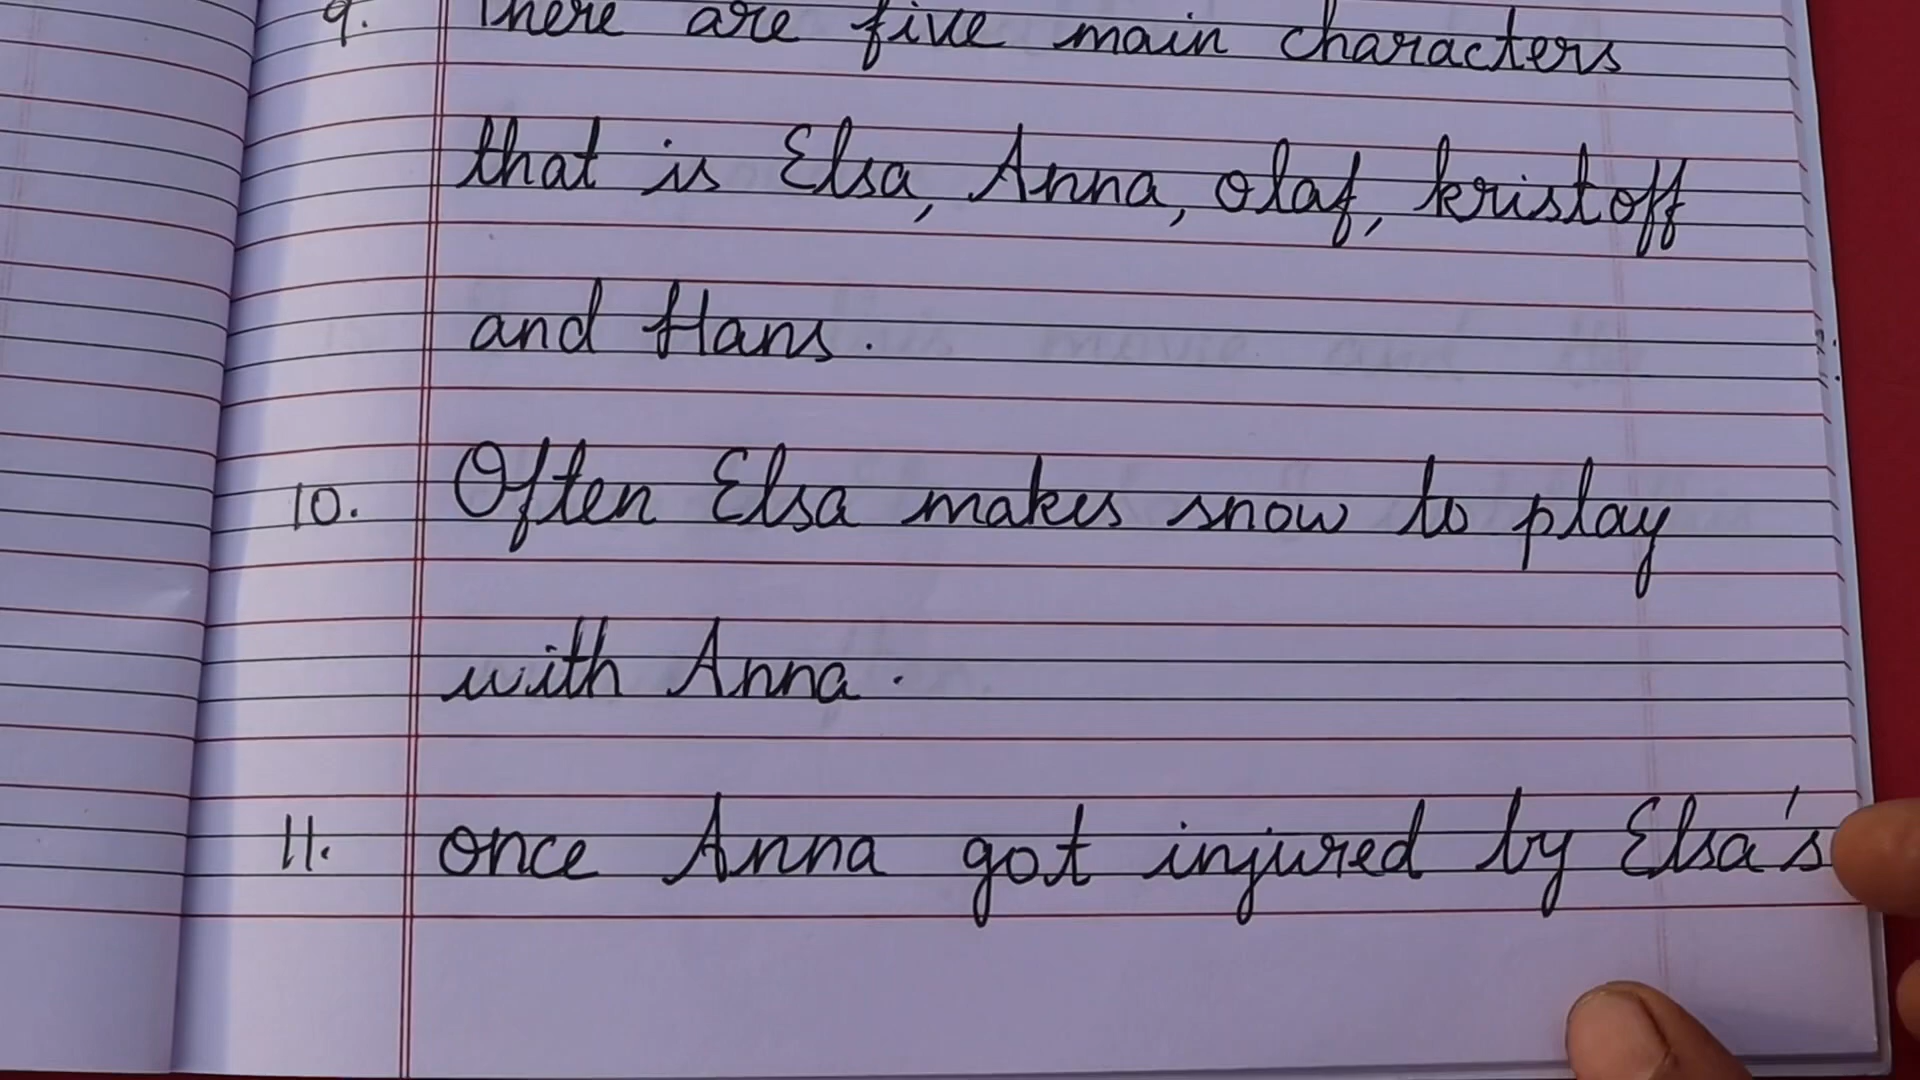 9. There are five main characters
that is Elsa, Anna, olaf, kristoff
and Hans.
10. Often Elsa makes snow to play
with Anna.
11. once Anna got injured by Elsa's